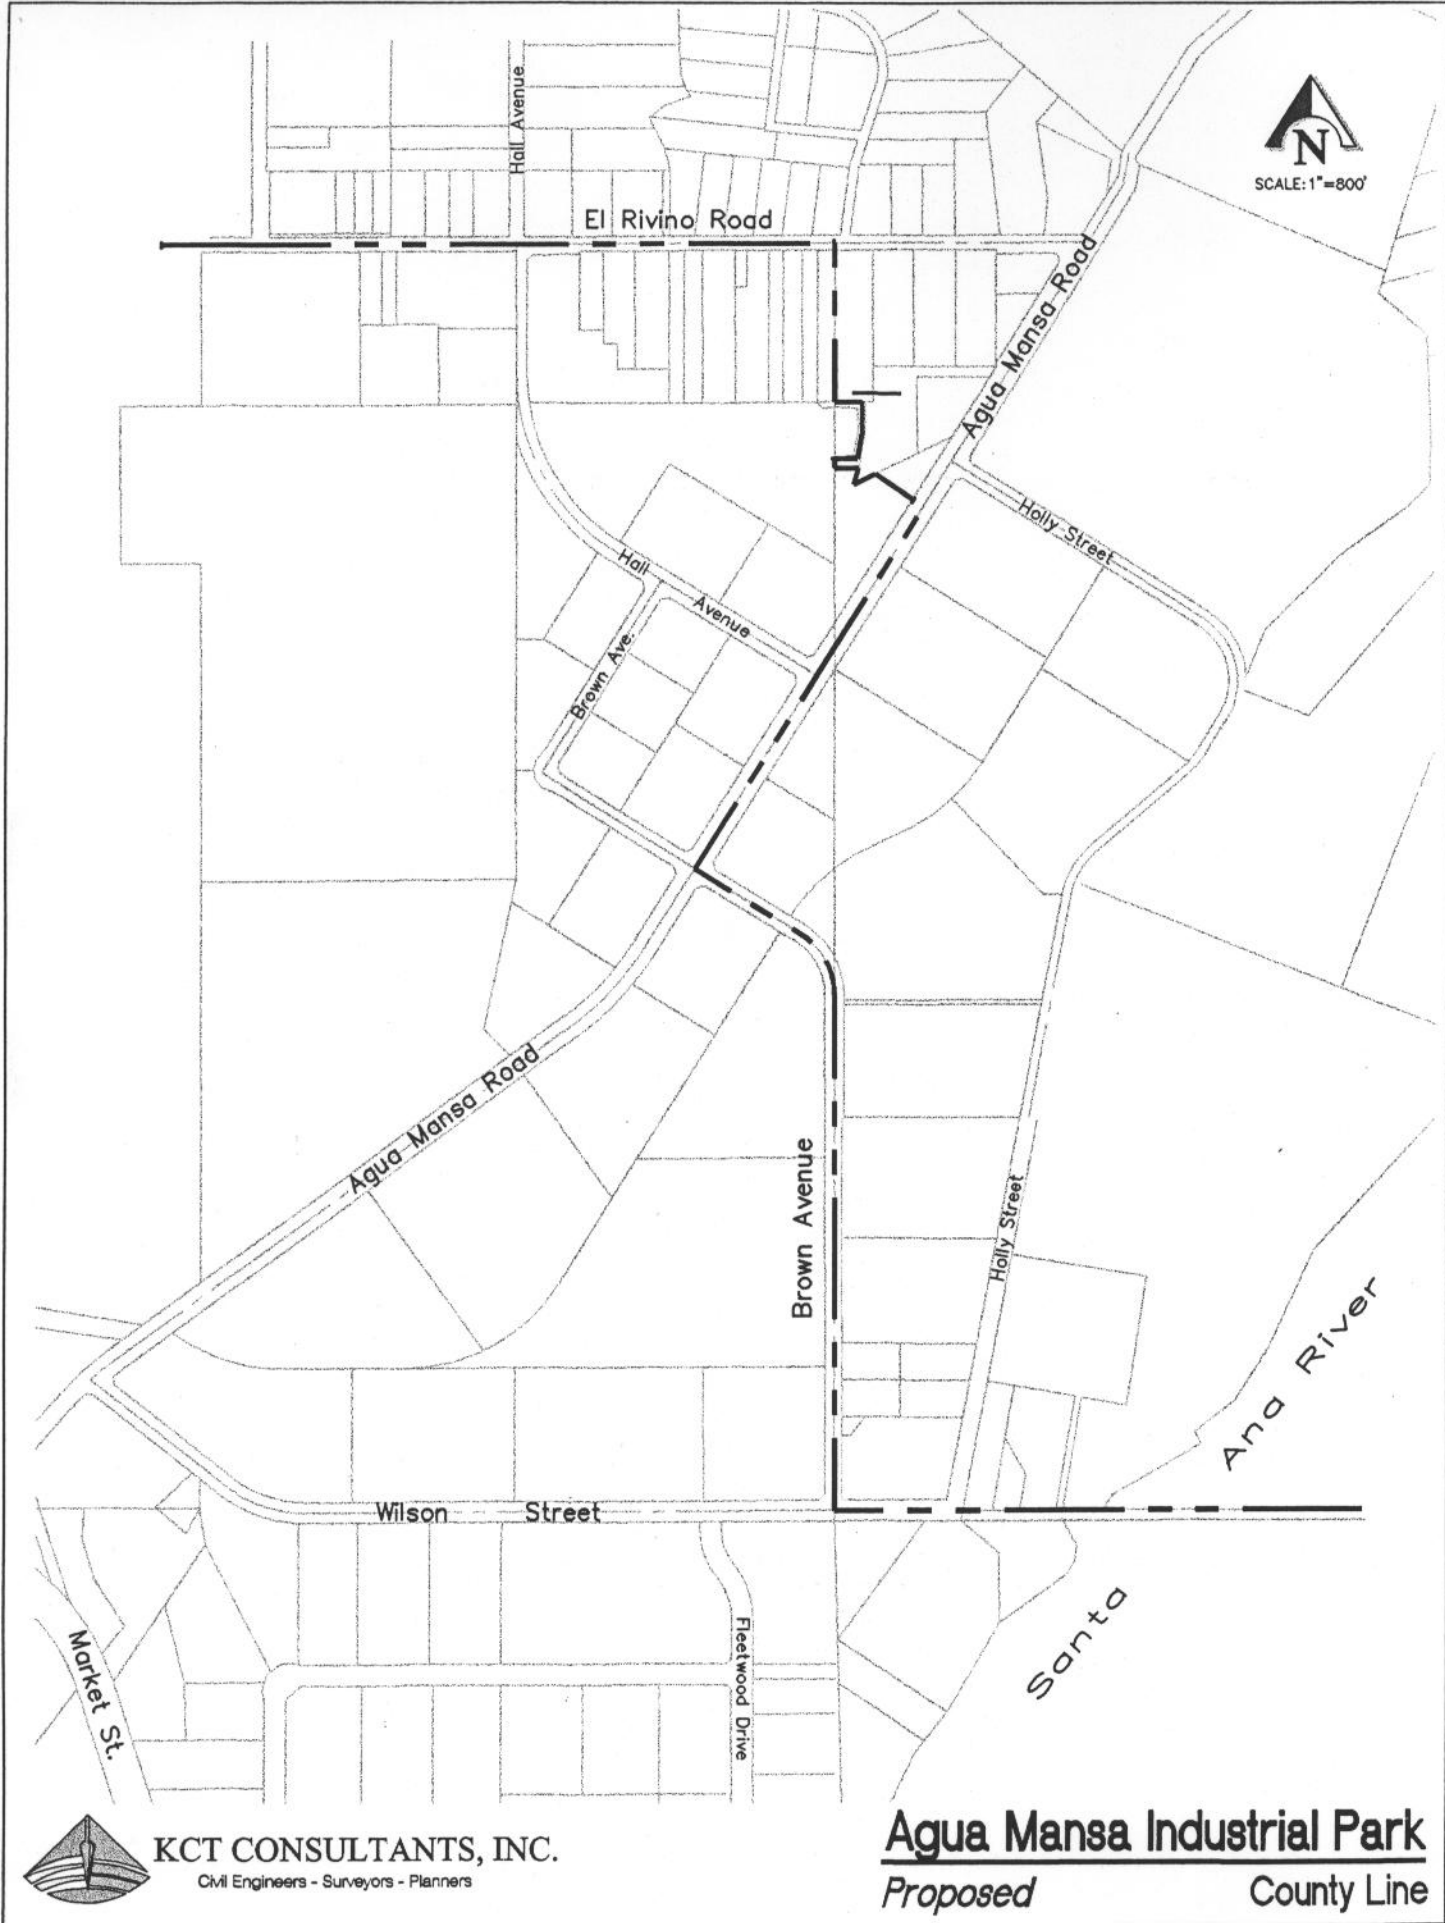 Hall Avenue
N
SCALE: 1"=800'
El Rivino Road
Agua Mansa Road
Holly Street
Hall Avenue
Brown Ave.
Agua Mansa Road
Brown Avenue
Holly Street
Santa Ana River
Wilson Street
Market St.
Fleetwood Drive
KCT CONSULTANTS, INC.
Civil Engineers - Surveyors - Planners
Agua Mansa Industrial Park
Proposed County Line